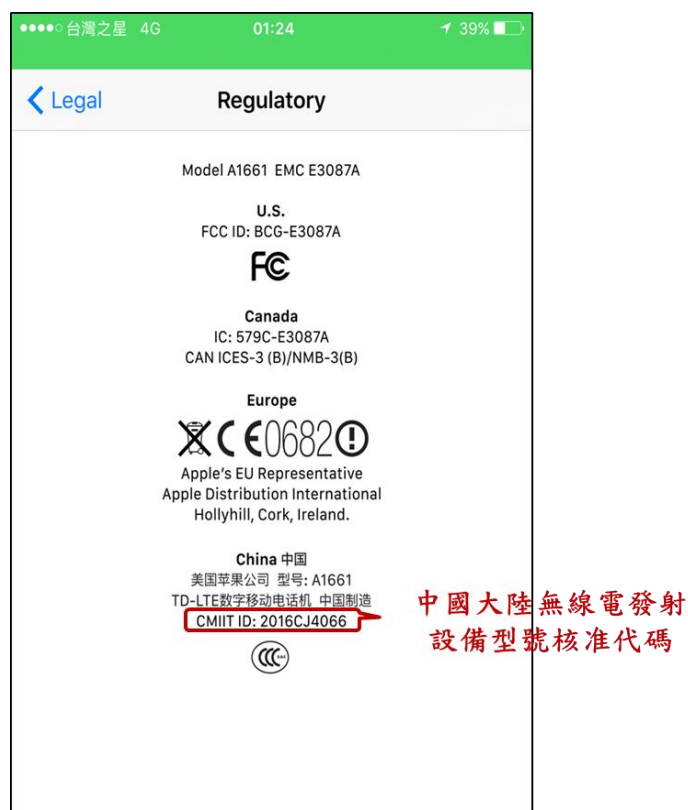 ●●●●○ 台灣之星 4G 01:24 39%
Legal Regulatory
Model A1661 EMC E3087A
U.S.
FCC ID: BCG-E3087A
FC
Canada
IC: 579C-E3087A
CAN ICES-3 (B)/NMB-3(B)
Europe
CE0682
Apple's EU Representative
Apple Distribution International
Hollyhill, Cork, Ireland.
China 中国
美国苹果公司 型号: A1661
TD-LTE数字移动电话机 中国制造
CMIIT ID: 2016CJ4066
中國大陸無線電發射
設備型號核准代碼